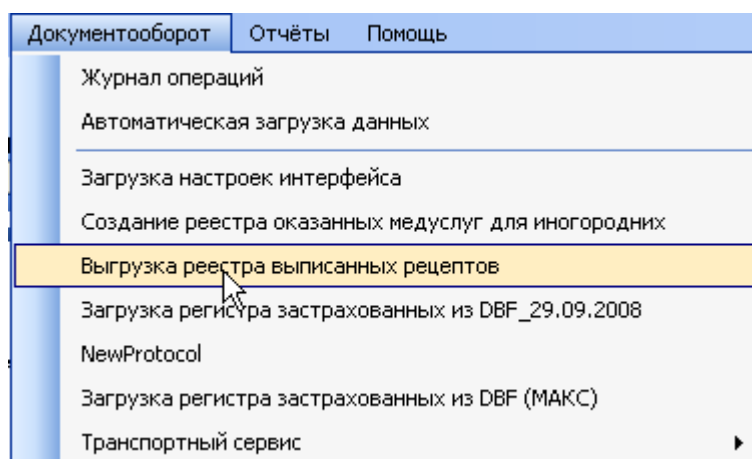 Документооборот Отчёты Помощь
Журнал операций
Автоматическая загрузка данных
Загрузка настроек интерфейса
Создание реестра оказанных медуслуг для иногородних
Выгрузка реестра выписанных рецептов
Загрузка регистра застрахованных из DBF_29.09.2008
NewProtocol
Загрузка регистра застрахованных из DBF (МАКС)
Транспортный сервис